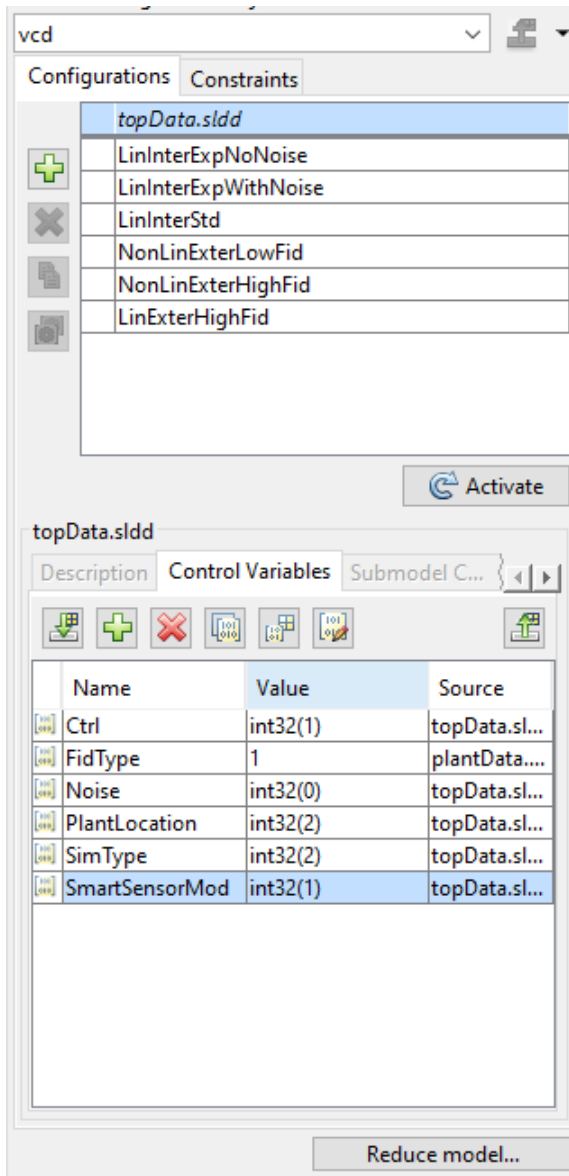 vcd
Configurations Constraints
topData.sldd
LinInterExpNoNoise
LinInterExpWithNoise
LinInterStd
NonLinExterLowFid
NonLinExterHighFid
LinExterHighFid
Activate
topData.sldd
Description Control Variables Submodel C...
Name Value Source
Ctrl int32(1) topData.sl...
FidType 1 plantData....
Noise int32(0) topData.sl...
PlantLocation int32(2) topData.sl...
SimType int32(2) topData.sl...
SmartSensorMod int32(1) topData.sl...
Reduce model...